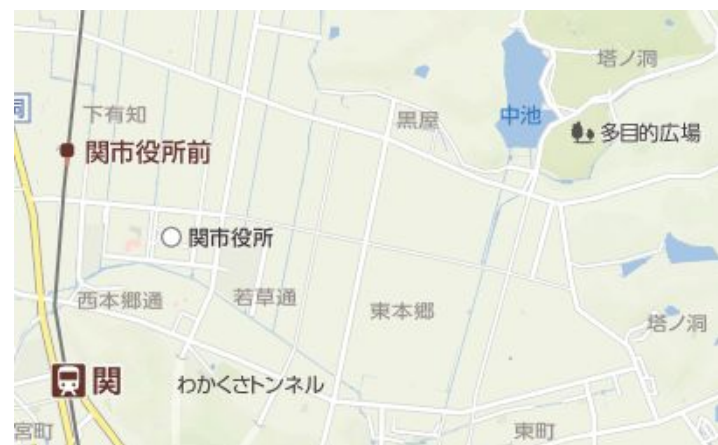 塔ノ洞
洞
下有知
黒屋
中池
多目的広場
関市役所前
関市役所
西本郷通
若草通
東本郷
塔ノ洞
関
わかくさトンネル
宮町
東町